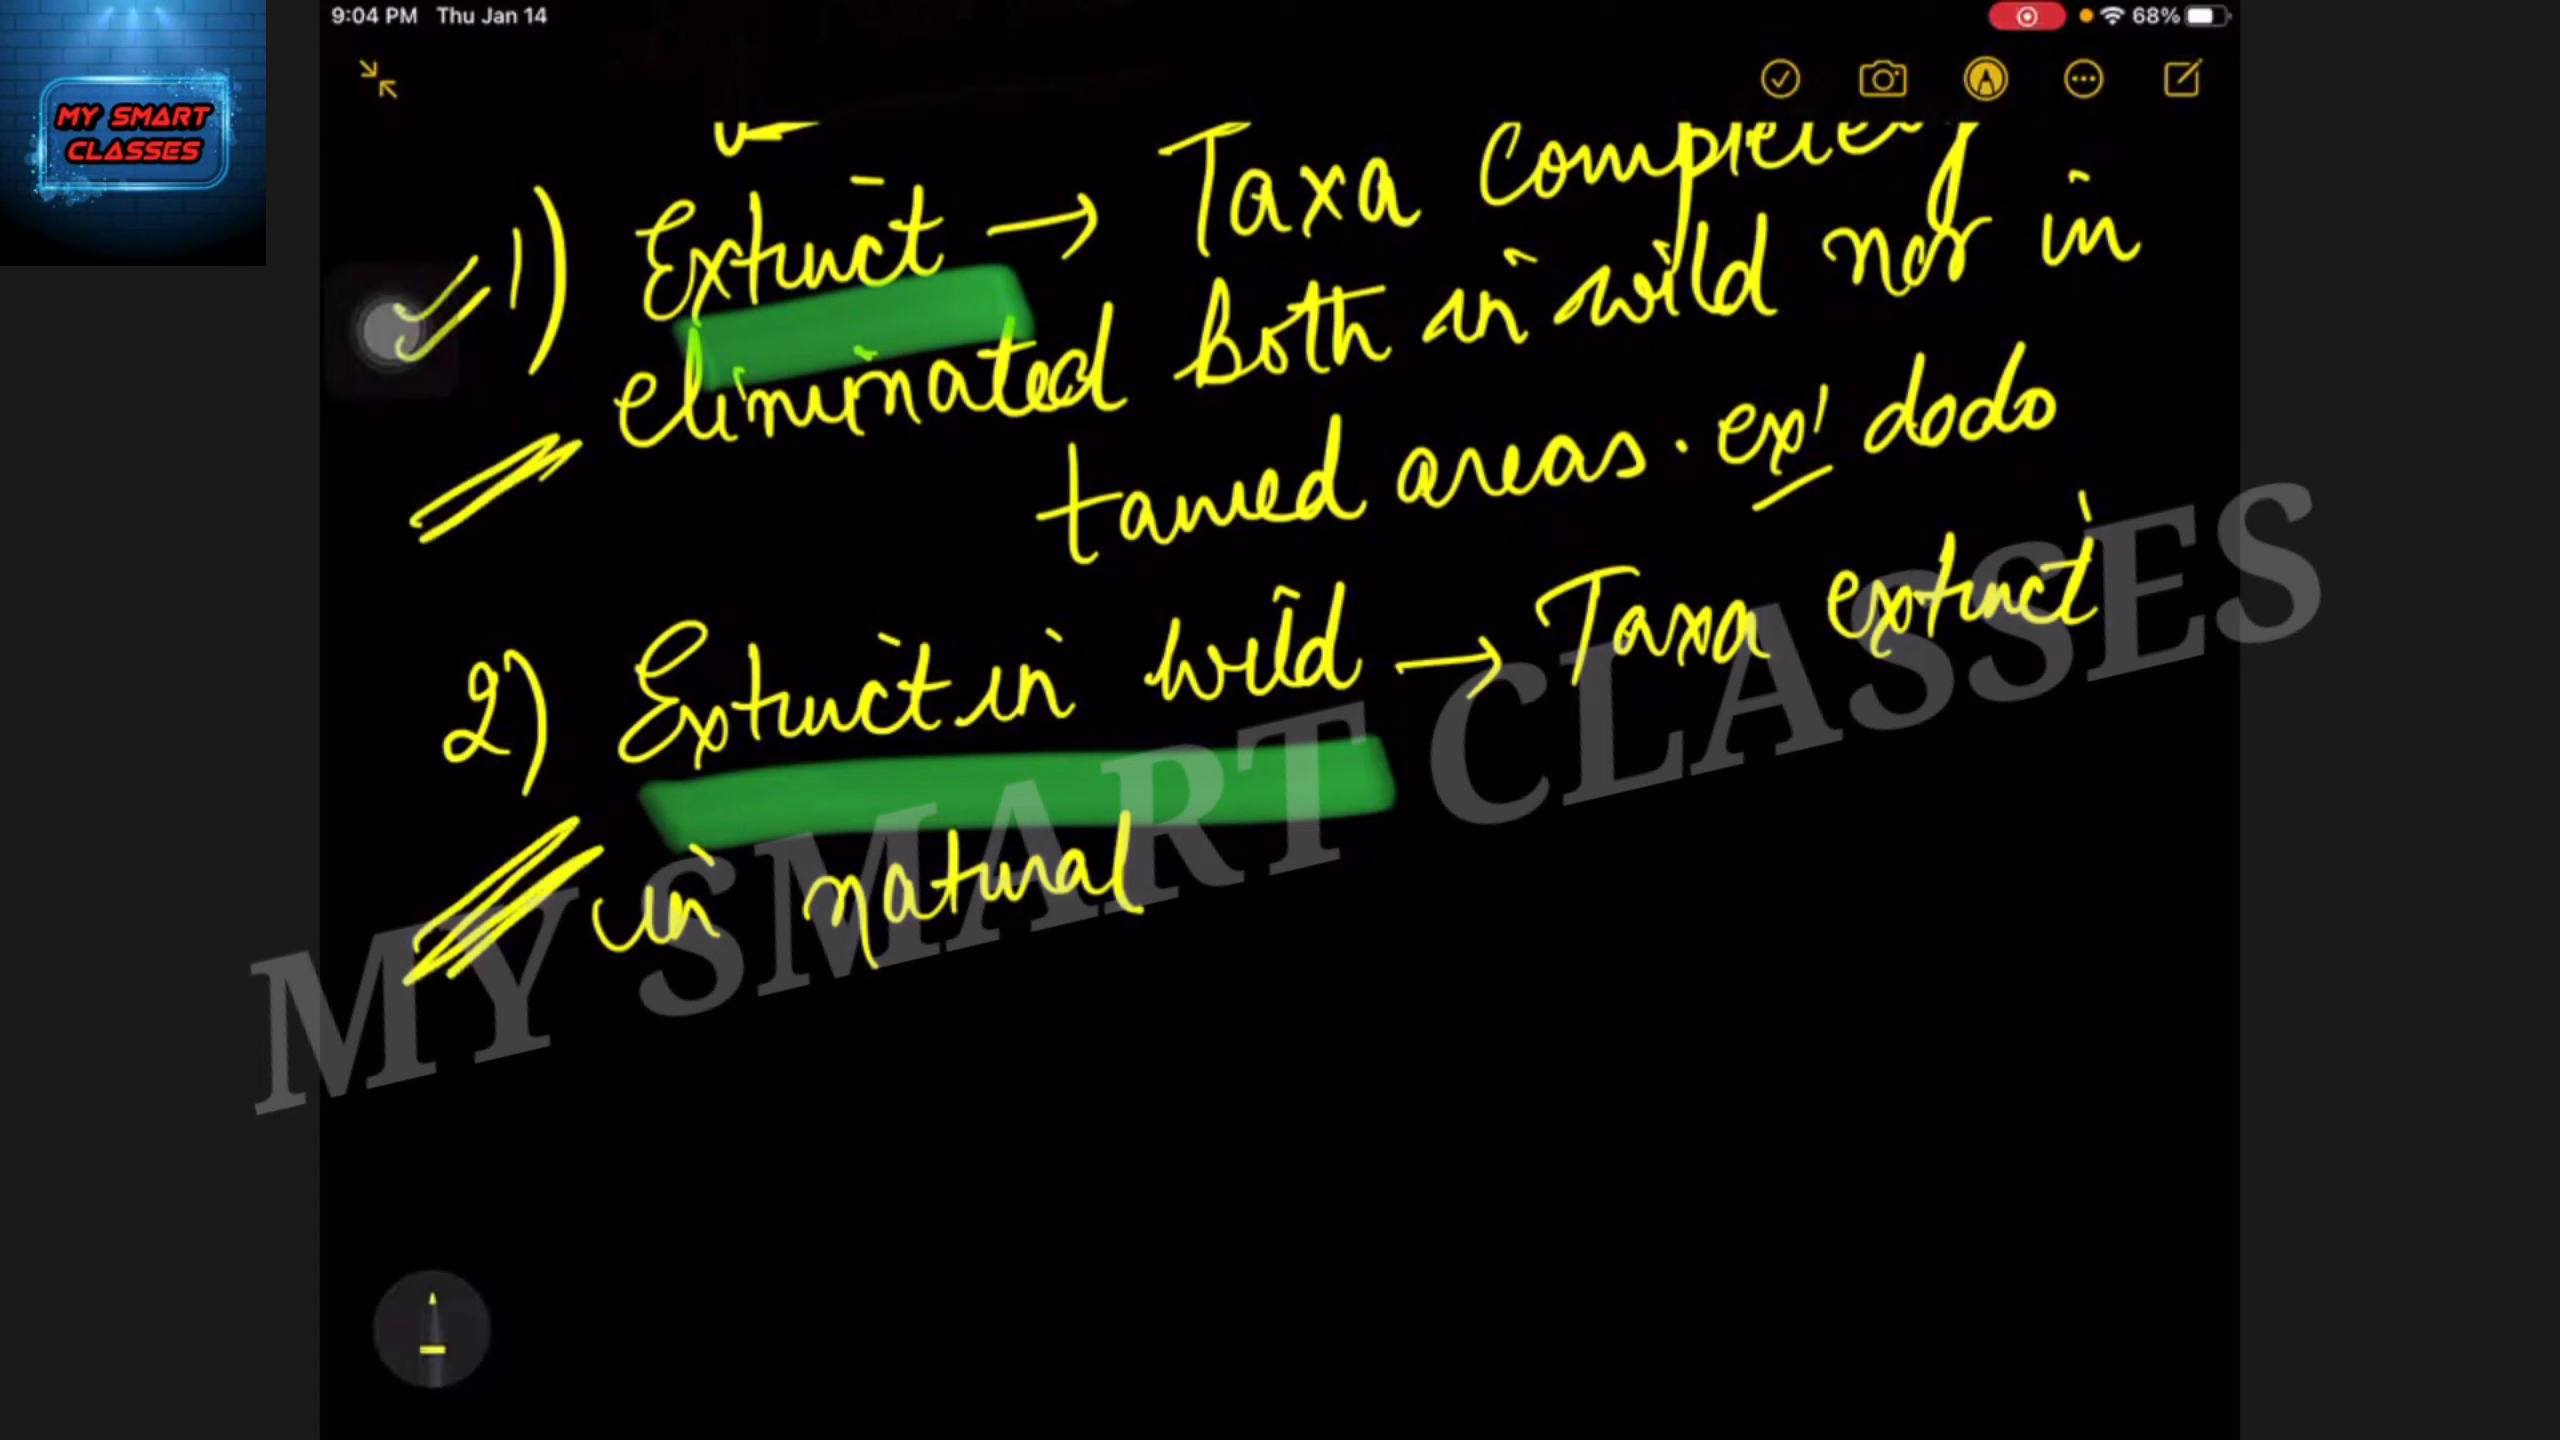 9:04 PM Thu Jan 14
68%
MY SMART
CLASSES
1) Extinct → Taxa completely
eliminated both in wild nor in
tamed areas. ex' dodo
2) Extinct in wild → Taxa extinct
in natural
MY SMART CLASSES